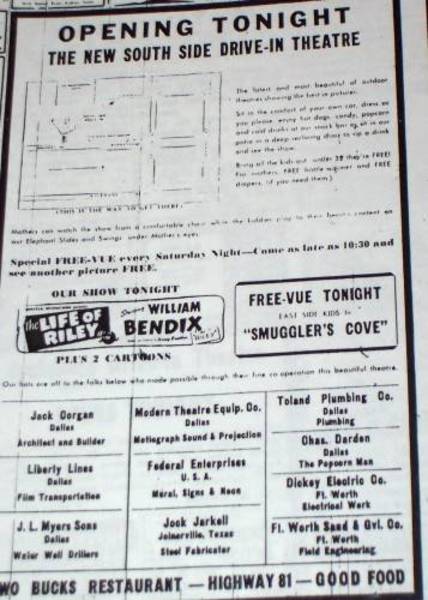 OPENING TONIGHT
THE NEW SOUTH SIDE DRIVE-IN THEATRE
The latest and most beautiful of outdoor
theatres showing the best in pictures.
Sit in the comfort of your own car, dress as
you please, enjoy hot dogs, candy, popcorn
and cold drinks at our snack bar or sit in our
patio in a deep reclining chair to sip a drink
and see the show.
Bring all the kids out under they're FREE!
For mothers, FREE bottle warmer and FREE
diapers, (if you need them.)
(THIS IS THE WAY TO GET THERE)
Mothers can watch the show from a comfortable chair while the kiddies play to their hearts content on
our Elephant Slides and Swings under Mother's eyes.
Special FREE-VUE every Saturday Night—Come as late as 10:30 and
see another picture FREE.
OUR SHOW TONIGHT
The LIFE OF
RILEY
Starring WILLIAM
BENDIX
as "RILEY"
PLUS 2 CARTOONS
FREE-VUE TONIGHT
EAST SIDE KIDS In
"SMUGGLER'S COVE"
Our hats are off to the folks below who made possible through their fine co-operation this beautiful theatre.
Jack Corgan
Dallas
Architect and Builder
Modern Theatre Equip. Co.
Dallas
Motiograph Sound & Projection
Toland Plumbing Co.
Dallas
Plumbing
Chas. Darden
Dallas
The Popcorn Man
Liberty Lines
Dallas
Film Transportation
Federal Enterprises
U. S. A.
Mural, Signs & Neon
Dickey Electric Co.
Ft. Worth
Electrical Work
J. L. Myers Sons
Dallas
Water Well Drillers
Jack Jarkell
Joinerville, Texas
Steel Fabricator
Ft. Worth Sand & Gvl. Co.
Ft. Worth
Field Engineering
WO BUCKS RESTAURANT — HIGHWAY 81 — GOOD FOOD